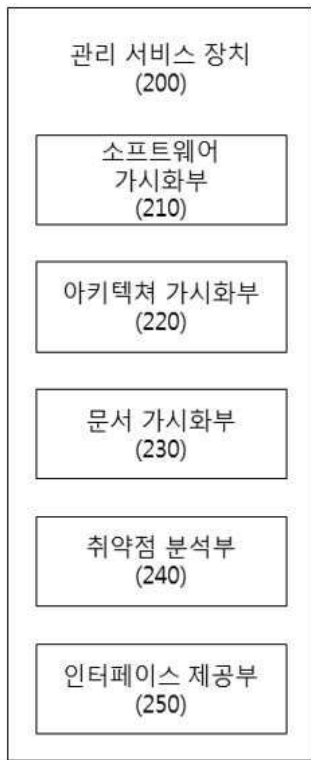 관리 서비스 장치
(200)
소프트웨어
가시화부
(210)
아키텍쳐 가시화부
(220)
문서 가시화부
(230)
취약점 분석부
(240)
인터페이스 제공부
(250)